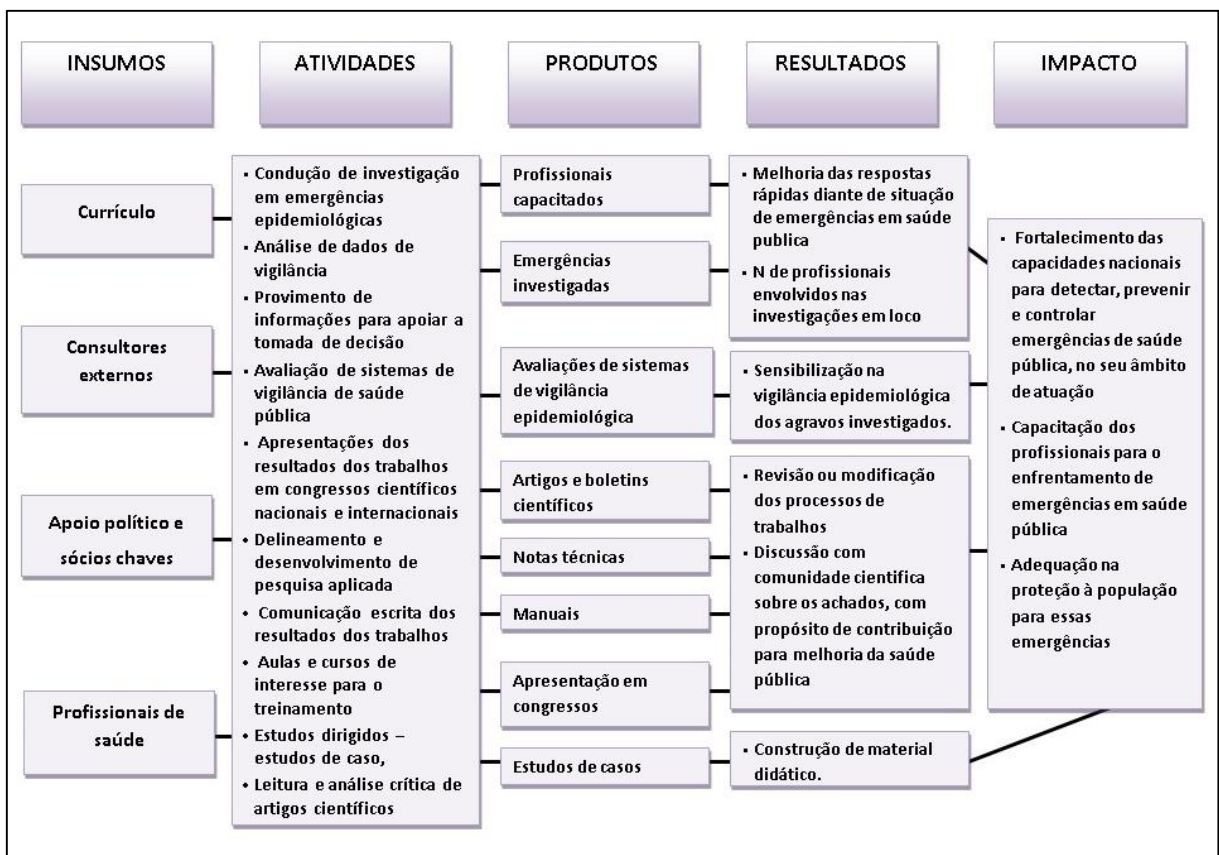 INSUMOS
ATIVIDADES
PRODUTOS
RESULTADOS
IMPACTO
Currículo
Consultores
externos
Apoio político e
sócios chaves
Profissionais de
saúde
▪ Condução de investigação
em emergências
epidemiológicas
▪ Análise de dados de
vigilância
▪ Provimento de
informações para apoiar a
tomada de decisão
▪ Avaliação de sistemas de
vigilância de saúde
pública
▪ Apresentações dos
resultados dos trabalhos
em congressos científicos
nacionais e internacionais
• Delineamento e
desenvolvimento de
pesquisa aplicada
• Comunicação escrita dos
resultados dos trabalhos
• Aulas e cursos de
interesse para o
treinamento
• Estudos dirigidos –
estudos de caso,
• Leitura e análise crítica de
artigos científicos
Profissionais
capacitados
Emergências
investigadas
Avaliações de sistemas
de vigilância
epidemiológica
Artigos e boletins
científicos
Notas técnicas
Manuais
Apresentação em
congressos
Estudos de casos
▪ Melhoria das respostas
rápidas diante de situação
de emergências em saúde
publica
▪ N de profissionais
envolvidos nas
investigações em loco
▪ Sensibilização na
vigilância epidemiológica
dos agravos investigados.
▪ Revisão ou modificação
dos processos de
trabalhos
▪ Discussão com
comunidade cientifica
sobre os achados, com
propósito de contribuição
para melhoria da saúde
pública
▪ Construção de material
didático.
▪ Fortalecimento das
capacidades nacionais
para detectar, prevenir
e controlar
emergências de saúde
pública, no seu âmbito
de atuação
▪ Capacitação dos
profissionais para o
enfrentamento de
emergências em saúde
pública
▪ Adequação na
proteção à população
para essas
emergências